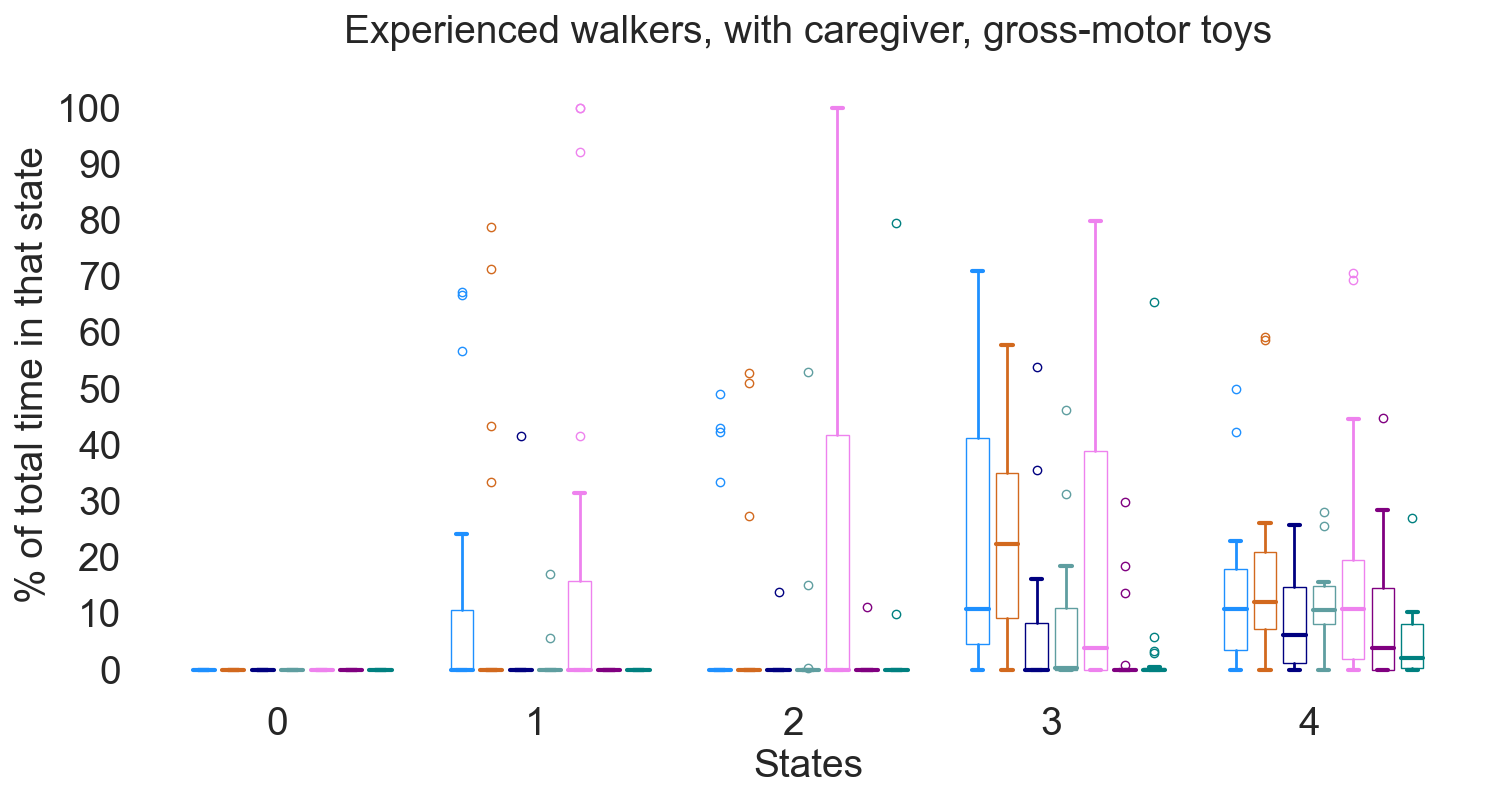 Experienced walkers, with caregiver, gross-motor toys
% of total time in that state
100
90
80
70
60
50
40
30
20
10
0
0 1 2 3 4
States